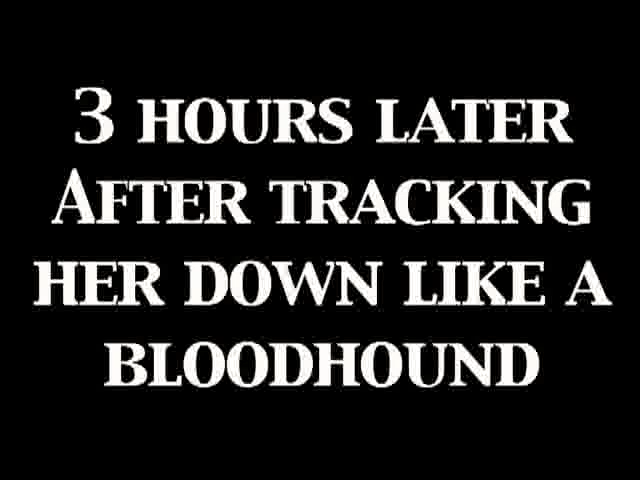 3 HOURS LATER
AFTER TRACKING
HER DOWN LIKE A
BLOODHOUND